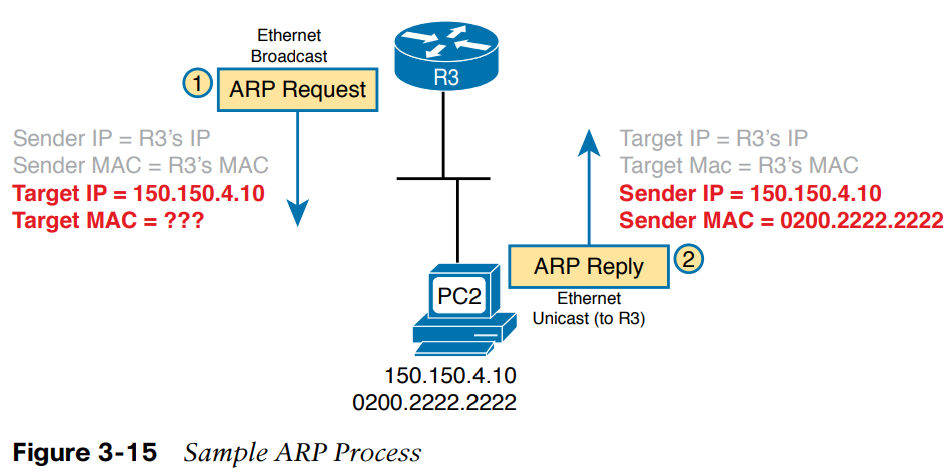 Ethernet
Broadcast
1
ARP Request
R3
Sender IP = R3’s IP
Sender MAC = R3’s MAC
Target IP = 150.150.4.10
Target MAC = ???
Target IP = R3’s IP
Target Mac = R3’s MAC
Sender IP = 150.150.4.10
Sender MAC = 0200.2222.2222
ARP Reply
2
Ethernet
Unicast (to R3)
PC2
150.150.4.10
0200.2222.2222
Figure 3-15 Sample ARP Process